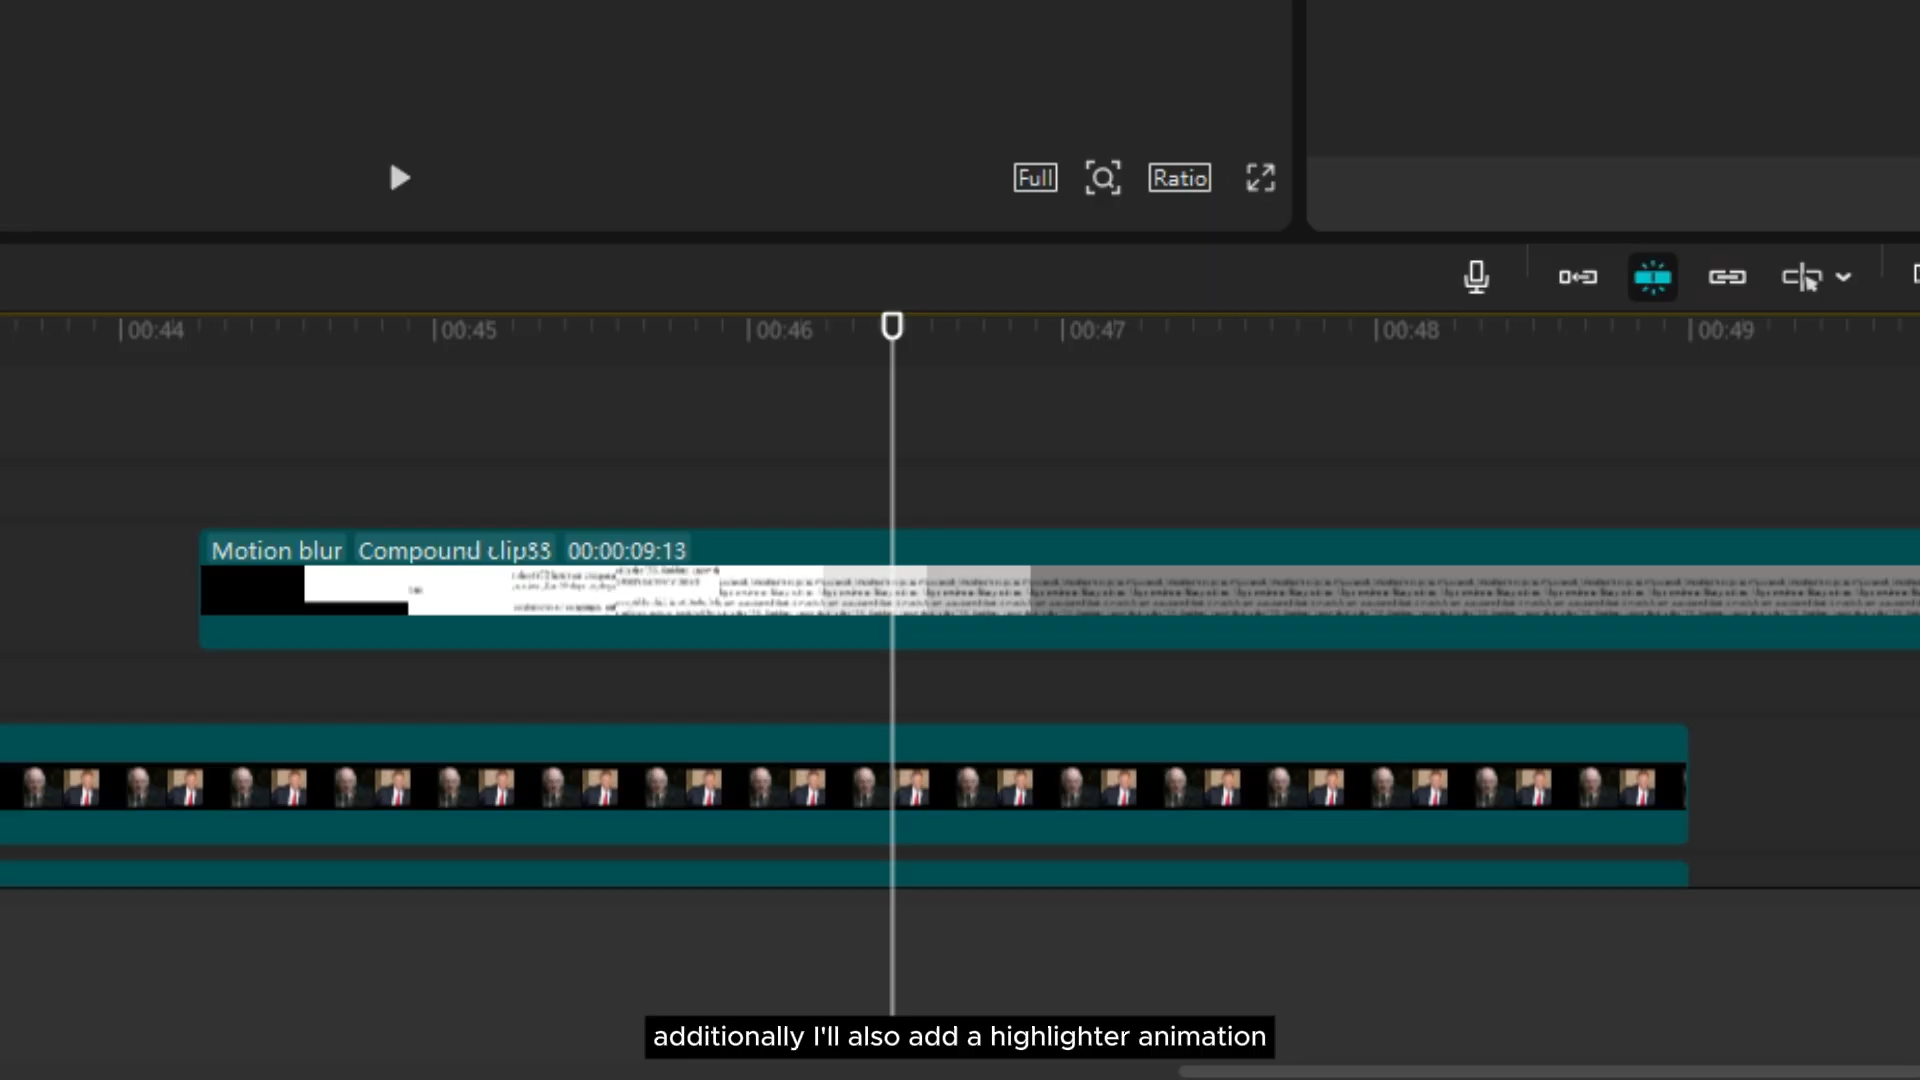 Full
Ratio
00:44 00:45 00:46 00:47 00:48 00:49
Motion blur Compound clip33 00:00:09:13
additionally I'll also add a highlighter animation